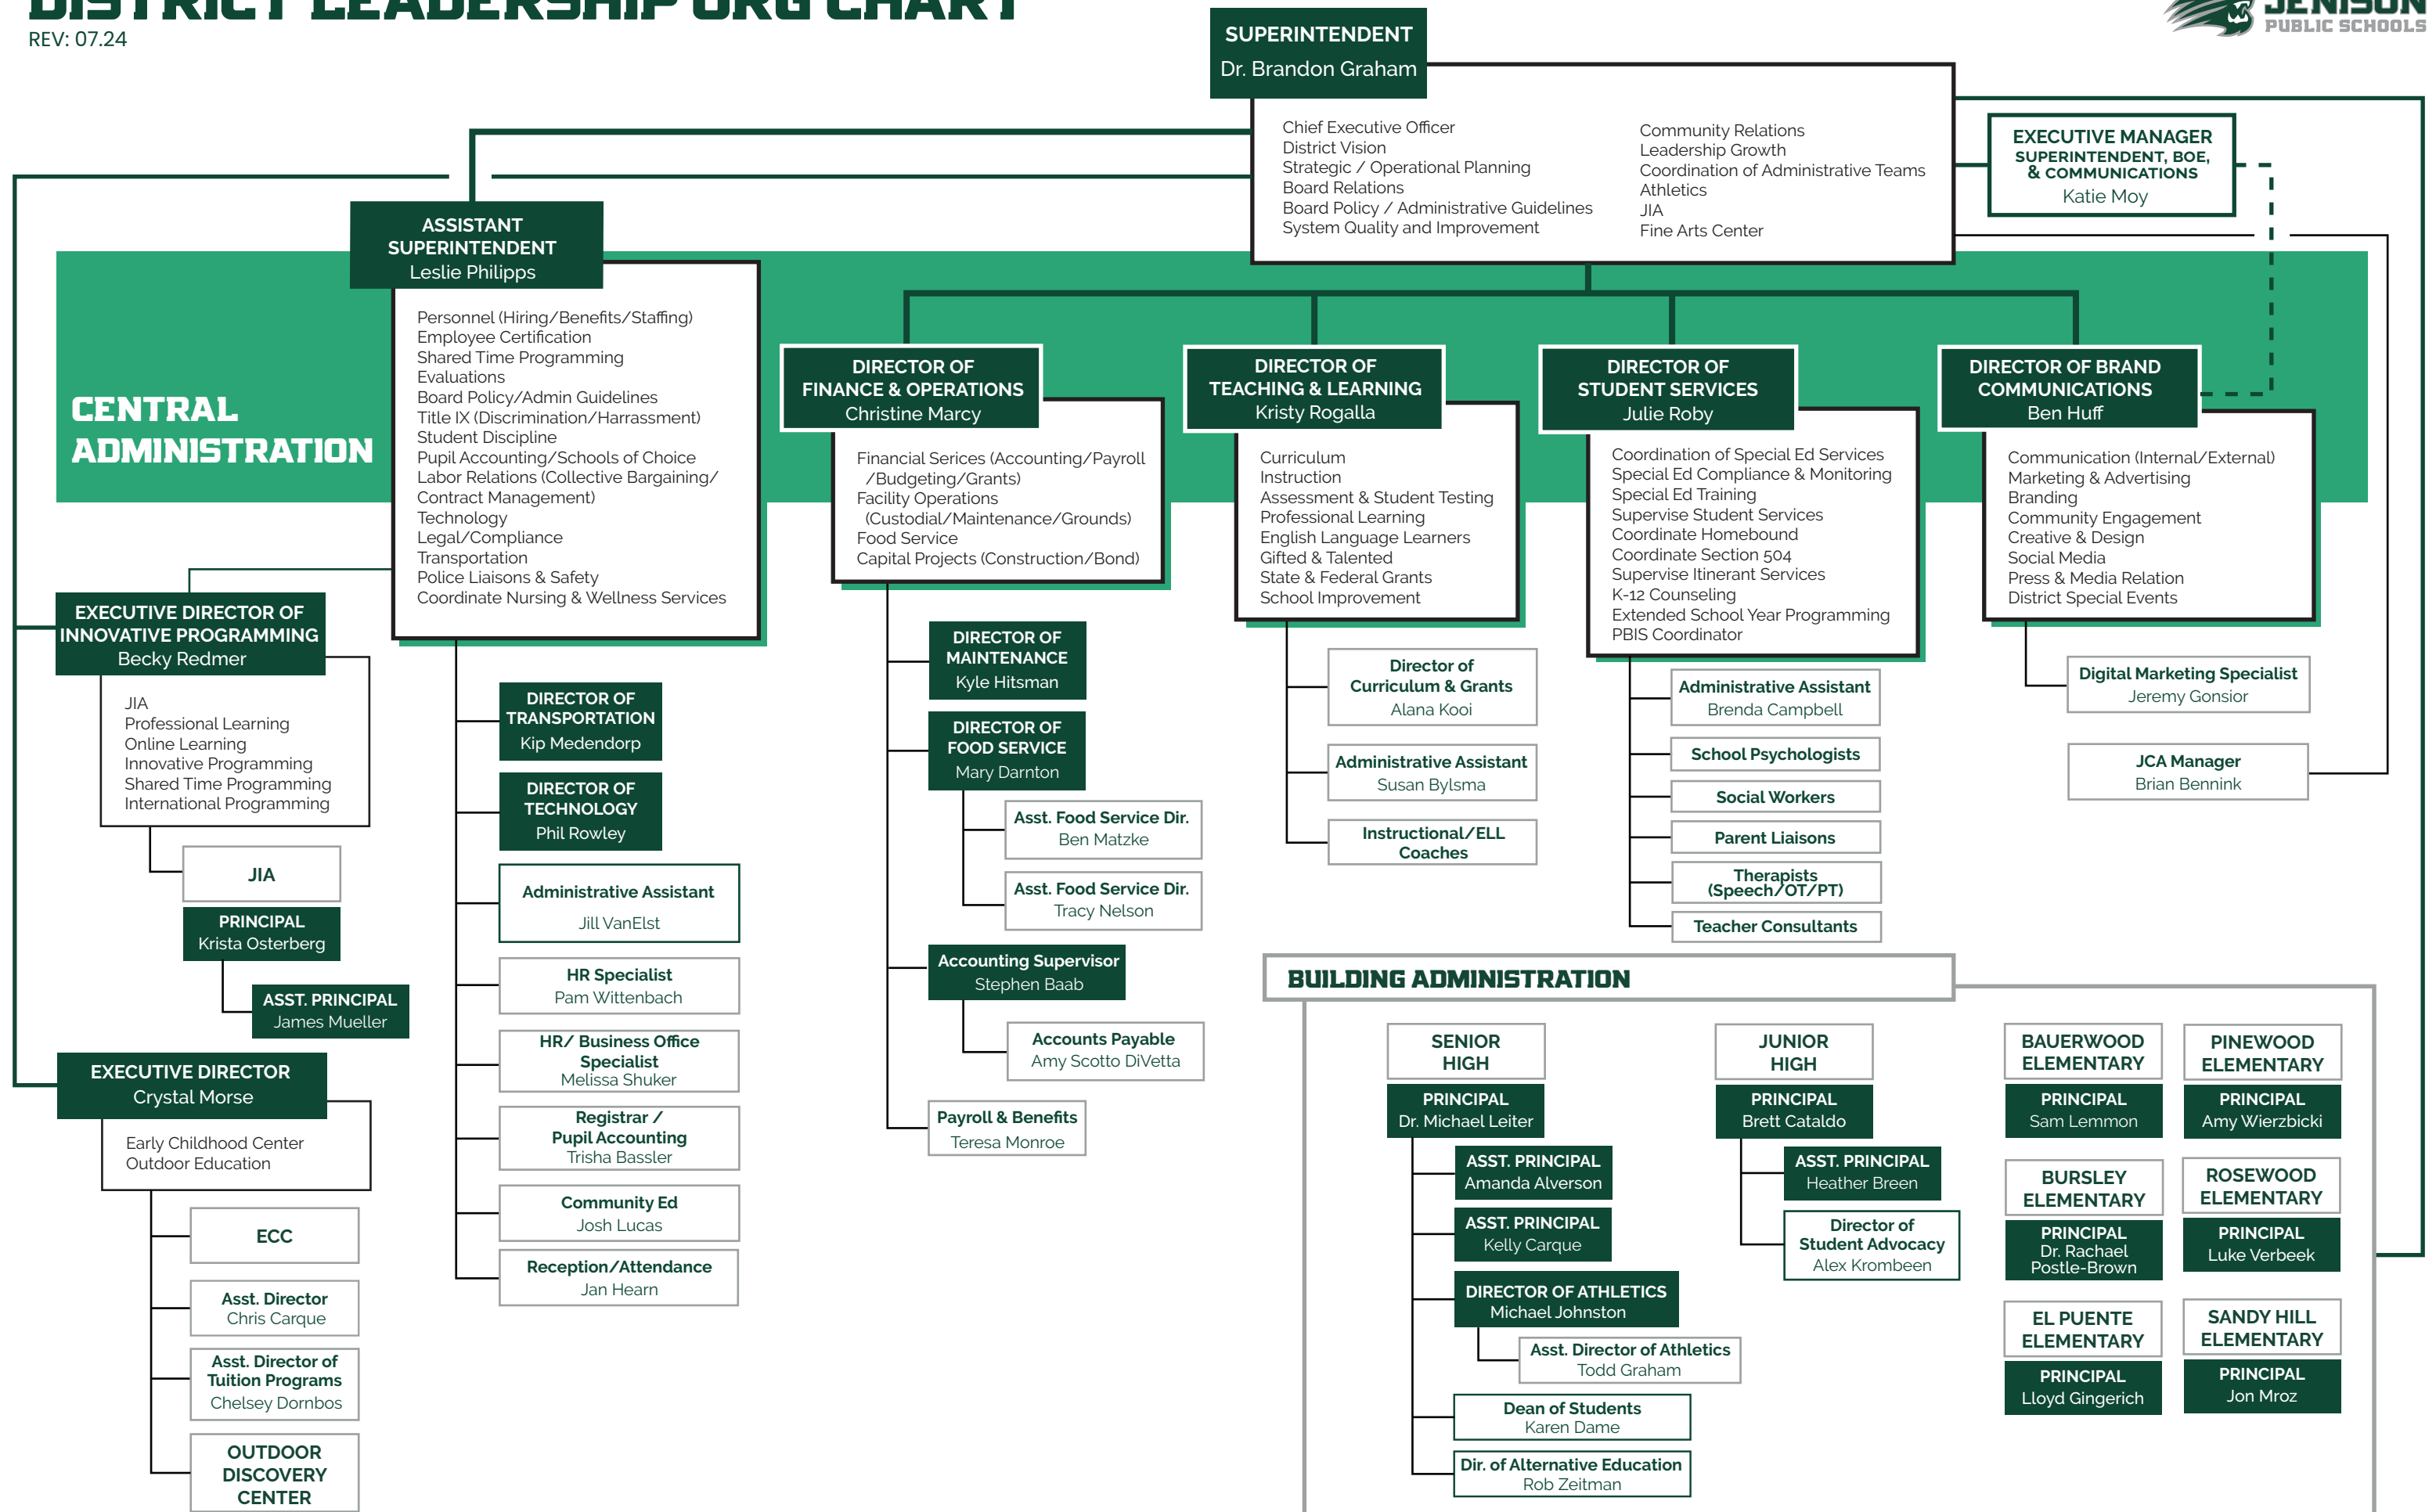 DISTRICT LEADERSHIP ORG CHART
REV: 07.24
JENISON
PUBLIC SCHOOLS
SUPERINTENDENT
Dr. Brandon Graham
Chief Executive Officer
District Vision
Strategic / Operational Planning
Board Relations
Board Policy / Administrative Guidelines
System Quality and Improvement
Community Relations
Leadership Growth
Coordination of Administrative Teams
Athletics
JIA
Fine Arts Center
EXECUTIVE MANAGER
SUPERINTENDENT, BOE,
& COMMUNICATIONS
Katie Moy
CENTRAL
ADMINISTRATION
ASSISTANT
SUPERINTENDENT
Leslie Philipps
Personnel (Hiring/Benefits/Staffing)
Employee Certification
Shared Time Programming
Evaluations
Board Policy/Admin Guidelines
Title IX (Discrimination/Harrassment)
Student Discipline
Pupil Accounting/Schools of Choice
Labor Relations (Collective Bargaining/
Contract Management)
Technology
Legal/Compliance
Transportation
Police Liaisons & Safety
Coordinate Nursing & Wellness Services
DIRECTOR OF
FINANCE & OPERATIONS
Christine Marcy
Financial Serices (Accounting/Payroll
/Budgeting/Grants)
Facility Operations
(Custodial/Maintenance/Grounds)
Food Service
Capital Projects (Construction/Bond)
DIRECTOR OF
TEACHING & LEARNING
Kristy Rogalla
Curriculum
Instruction
Assessment & Student Testing
Professional Learning
English Language Learners
Gifted & Talented
State & Federal Grants
School Improvement
DIRECTOR OF
STUDENT SERVICES
Julie Roby
Coordination of Special Ed Services
Special Ed Compliance & Monitoring
Special Ed Training
Supervise Student Services
Coordinate Homebound
Coordinate Section 504
Supervise Itinerant Services
K-12 Counseling
Extended School Year Programming
PBIS Coordinator
DIRECTOR OF BRAND
COMMUNICATIONS
Ben Huff
Communication (Internal/External)
Marketing & Advertising
Branding
Community Engagement
Creative & Design
Social Media
Press & Media Relation
District Special Events
EXECUTIVE DIRECTOR OF
INNOVATIVE PROGRAMMING
Becky Redmer
JIA
Professional Learning
Online Learning
Innovative Programming
Shared Time Programming
International Programming
JIA
PRINCIPAL
Krista Osterberg
ASST. PRINCIPAL
James Mueller
EXECUTIVE DIRECTOR
Crystal Morse
Early Childhood Center
Outdoor Education
ECC
Asst. Director
Chris Carque
Asst. Director of
Tuition Programs
Chelsey Dornbos
OUTDOOR
DISCOVERY
CENTER
DIRECTOR OF
TRANSPORTATION
Kip Medendorp
DIRECTOR OF
TECHNOLOGY
Phil Rowley
Administrative Assistant
Jill VanElst
HR Specialist
Pam Wittenbach
HR/ Business Office
Specialist
Melissa Shuker
Registrar /
Pupil Accounting
Trisha Bassler
Community Ed
Josh Lucas
Reception/Attendance
Jan Hearn
DIRECTOR OF
MAINTENANCE
Kyle Hitsman
DIRECTOR OF
FOOD SERVICE
Mary Darnton
Asst. Food Service Dir.
Ben Matzke
Asst. Food Service Dir.
Tracy Nelson
Accounting Supervisor
Stephen Baab
Accounts Payable
Amy Scotto DiVetta
Payroll & Benefits
Teresa Monroe
Director of
Curriculum & Grants
Alana Kooi
Administrative Assistant
Susan Bylsma
Instructional/ELL
Coaches
Administrative Assistant
Brenda Campbell
School Psychologists
Social Workers
Parent Liaisons
Therapists
(Speech/OT/PT)
Teacher Consultants
Digital Marketing Specialist
Jeremy Gonsior
JCA Manager
Brian Bennink
BUILDING ADMINISTRATION
SENIOR
HIGH
PRINCIPAL
Dr. Michael Leiter
ASST. PRINCIPAL
Amanda Alverson
ASST. PRINCIPAL
Kelly Carque
DIRECTOR OF ATHLETICS
Michael Johnston
Asst. Director of Athletics
Todd Graham
Dean of Students
Karen Dame
Dir. of Alternative Education
Rob Zeitman
JUNIOR
HIGH
PRINCIPAL
Brett Cataldo
ASST. PRINCIPAL
Heather Breen
Director of
Student Advocacy
Alex Krombeen
BAUERWOOD
ELEMENTARY
PRINCIPAL
Sam Lemmon
PINEWOOD
ELEMENTARY
PRINCIPAL
Amy Wierzbicki
BURSLEY
ELEMENTARY
PRINCIPAL
Dr. Rachael
Postle-Brown
ROSEWOOD
ELEMENTARY
PRINCIPAL
Luke Verbeek
EL PUENTE
ELEMENTARY
PRINCIPAL
Lloyd Gingerich
SANDY HILL
ELEMENTARY
PRINCIPAL
Jon Mroz